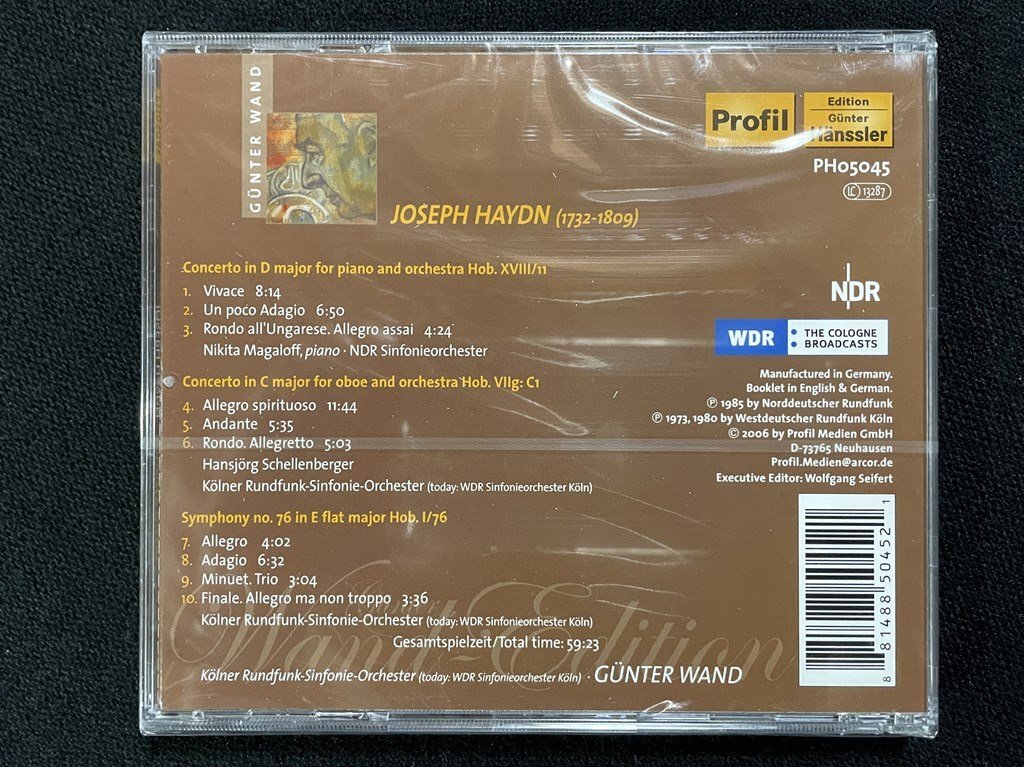 GÜNTER WAND
Profil
Edition
Günter
Hänssler
PH05045
LC 13287
JOSEPH HAYDN (1732-1809)
Concerto in D major for piano and orchestra Hob. XVIII/11
1. Vivace 8:14
2. Un poco Adagio 6:50
3. Rondo all'Ungarese. Allegro assai 4:24
Nikita Magaloff, piano · NDR Sinfonieorchester
Concerto in C major for oboe and orchestra Hob. VIIg: C1
4. Allegro spirituoso 11:44
5. Andante 5:35
6. Rondo. Allegretto 5:03
Hansjörg Schellenberger
Kölner Rundfunk-Sinfonie-Orchester (today: WDR Sinfonieorchester Köln)
Symphony no. 76 in E flat major Hob. I/76
7. Allegro 4:02
8. Adagio 6:32
9. Minuet. Trio 3:04
10. Finale. Allegro ma non troppo 3:36
Kölner Rundfunk-Sinfonie-Orchester (today: WDR Sinfonieorchester Köln)
Gesamtspielzeit/Total time: 59:23
Wand-Edition
Kölner Rundfunk-Sinfonie-Orchester (today: WDR Sinfonieorchester Köln) · GÜNTER WAND
NDR
WDR: THE COLOGNE
BROADCASTS
Manufactured in Germany.
Booklet in English & German.
℗ 1985 by Norddeutscher Rundfunk
℗ 1973, 1980 by Westdeutscher Rundfunk Köln
© 2006 by Profil Medien GmbH
D-73765 Neuhausen
Profil.Medien@arcor.de
Executive Editor: Wolfgang Seifert
8 81488 50452 1